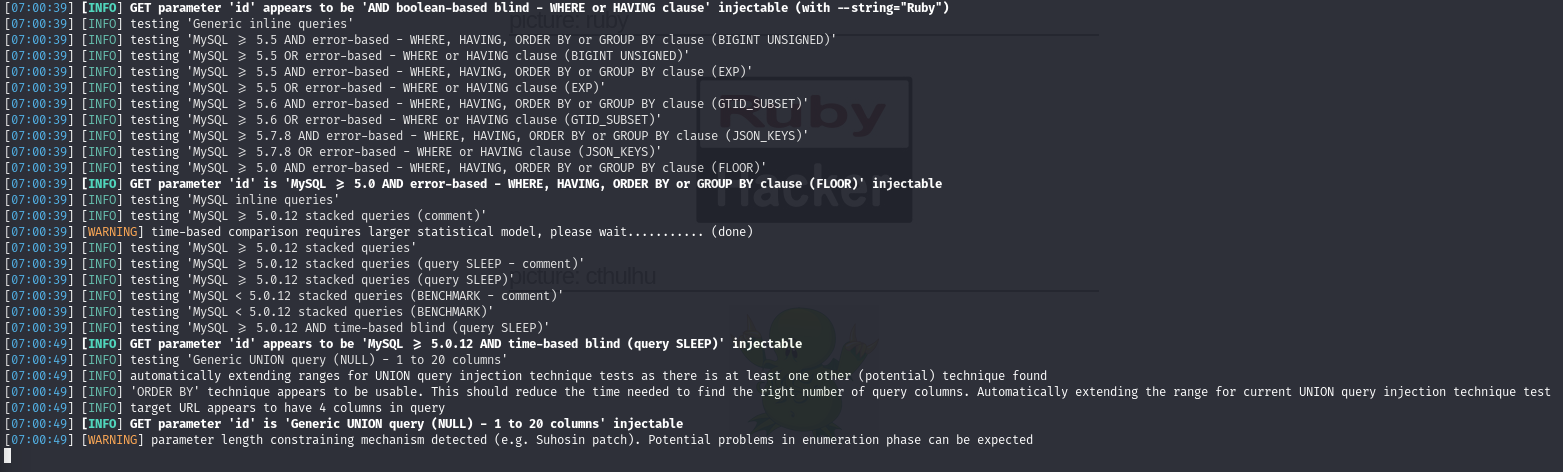 [07:00:39] [INFO] GET parameter 'id' appears to be 'AND boolean-based blind - WHERE or HAVING clause' injectable (with --string="Ruby")
picture: ruby
[07:00:39] [INFO] testing 'Generic inline queries'
[07:00:39] [INFO] testing 'MySQL ≥ 5.5 AND error-based - WHERE, HAVING, ORDER BY or GROUP BY clause (BIGINT UNSIGNED)'
[07:00:39] [INFO] testing 'MySQL ≥ 5.5 OR error-based - WHERE or HAVING clause (BIGINT UNSIGNED)'
[07:00:39] [INFO] testing 'MySQL ≥ 5.5 AND error-based - WHERE, HAVING, ORDER BY or GROUP BY clause (EXP)'
[07:00:39] [INFO] testing 'MySQL ≥ 5.5 OR error-based - WHERE or HAVING clause (EXP)'
[07:00:39] [INFO] testing 'MySQL ≥ 5.6 AND error-based - WHERE, HAVING, ORDER BY or GROUP BY clause (GTID_SUBSET)'
Ruby
[07:00:39] [INFO] testing 'MySQL ≥ 5.6 OR error-based - WHERE or HAVING clause (GTID_SUBSET)'
[07:00:39] [INFO] testing 'MySQL ≥ 5.7.8 AND error-based - WHERE, HAVING, ORDER BY or GROUP BY clause (JSON_KEYS)'
[07:00:39] [INFO] testing 'MySQL ≥ 5.7.8 OR error-based - WHERE or HAVING clause (JSON_KEYS)'
[07:00:39] [INFO] testing 'MySQL ≥ 5.0 AND error-based - WHERE, HAVING, ORDER BY or GROUP BY clause (FLOOR)'
[07:00:39] [INFO] GET parameter 'id' is 'MySQL ≥ 5.0 AND error-based - WHERE, HAVING, ORDER BY or GROUP BY clause (FLOOR)' injectable
Hacker
[07:00:39] [INFO] testing 'MySQL inline queries'
[07:00:39] [INFO] testing 'MySQL ≥ 5.0.12 stacked queries (comment)'
[07:00:39] [WARNING] time-based comparison requires larger statistical model, please wait........... (done)
[07:00:39] [INFO] testing 'MySQL ≥ 5.0.12 stacked queries'
[07:00:39] [INFO] testing 'MySQL ≥ 5.0.12 stacked queries (query SLEEP - comment)'
[07:00:39] [INFO] testing 'MySQL ≥ 5.0.12 stacked queries (query SLEEP)'
picture: cthulhu
[07:00:39] [INFO] testing 'MySQL < 5.0.12 stacked queries (BENCHMARK - comment)'
[07:00:39] [INFO] testing 'MySQL < 5.0.12 stacked queries (BENCHMARK)'
[07:00:39] [INFO] testing 'MySQL ≥ 5.0.12 AND time-based blind (query SLEEP)'
[07:00:49] [INFO] GET parameter 'id' appears to be 'MySQL ≥ 5.0.12 AND time-based blind (query SLEEP)' injectable
[07:00:49] [INFO] testing 'Generic UNION query (NULL) - 1 to 20 columns'
[07:00:49] [INFO] automatically extending ranges for UNION query injection technique tests as there is at least one other (potential) technique found
[07:00:49] [INFO] 'ORDER BY' technique appears to be usable. This should reduce the time needed to find the right number of query columns. Automatically extending the range for current UNION query injection technique test
[07:00:49] [INFO] target URL appears to have 4 columns in query
[07:00:49] [INFO] GET parameter 'id' is 'Generic UNION query (NULL) - 1 to 20 columns' injectable
[07:00:49] [WARNING] parameter length constraining mechanism detected (e.g. Suhosin patch). Potential problems in enumeration phase can be expected